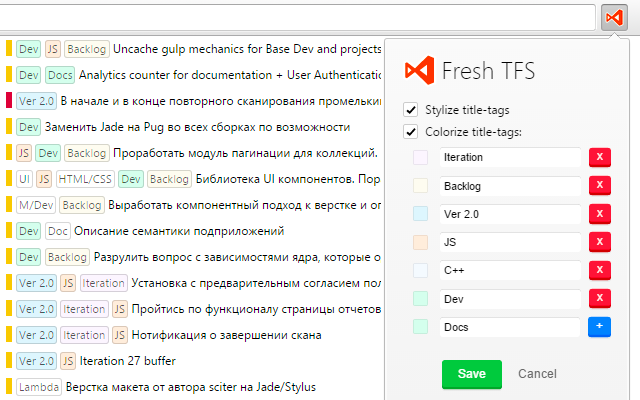 Dev JS Backlog Uncache gulp mechanics for Base Dev and projects
Dev Docs Analytics counter for documentation + User Authenticatio
Ver 2.0 В начале и в конце повторного сканирования промелькив
Dev Заменить Jade на Pug во всех сборках по возможности
JS Dev Backlog Проработать модуль пагинации для коллекций.
UI JS HTML/CSS Dev Backlog Библиотека UI компонентов. Пор
M/Dev Backlog Выработать компонентный подход к верстке и
Dev Doc Описание семантики подприложений
Dev Backlog Разрулить вопрос с зависимостями ядра, которые о
Ver 2.0 JS Iteration Установка с предварительным согласием пол
Ver 2.0 Iteration JS Пройтись по функционалу страницы отчетов
Ver 2.0 Iteration JS Нотификация о завершении скана
Ver 2.0 JS Iteration 27 buffer
Lambda Верстка макета от автора sciter на Jade/Stylus
Fresh TFS
Stylize title-tags
Colorize title-tags:
Iteration x
Backlog x
Ver 2.0 x
JS x
C++ x
Dev x
Docs +
Save Cancel